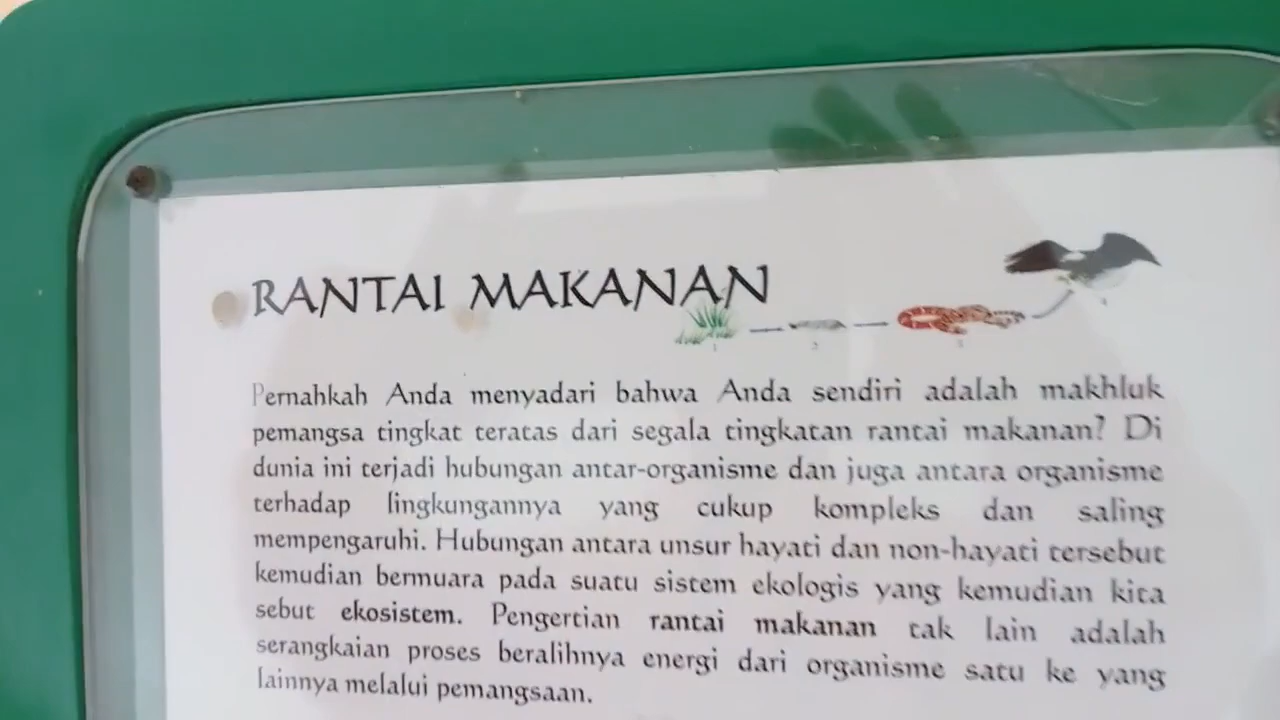 RANTAI MAKANAN
1 2 3
Pernahkah Anda menyadari bahwa Anda sendiri adalah makhluk
pemangsa tingkat teratas dari segala tingkatan rantai makanan? Di
dunia ini terjadi hubungan antar-organisme dan juga antara organisme
terhadap lingkungannya yang cukup kompleks dan saling
mempengaruhi. Hubungan antara unsur hayati dan non-hayati tersebut
kemudian bermuara pada suatu sistem ekologis yang kemudian kita
sebut ekosistem. Pengertian rantai makanan tak lain adalah
serangkaian proses beralihnya energi dari organisme satu ke yang
lainnya melalui pemangsaan.